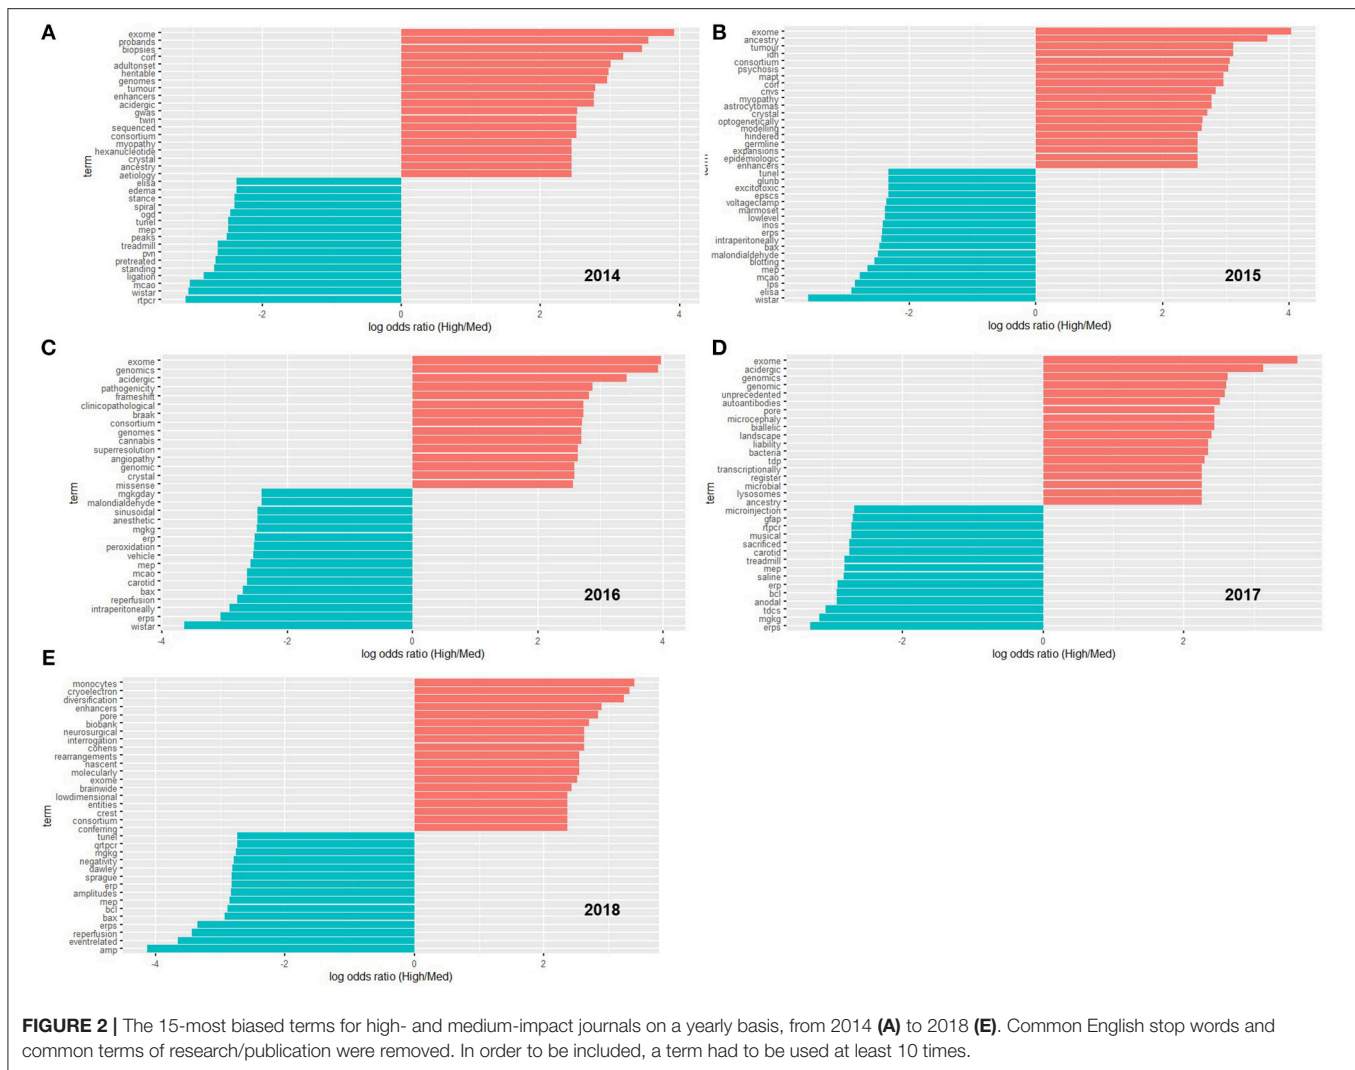 A
exome
probands
biopsies
corf
adultonset
heritable
genomes
tumour
enhancers
acidergic
gwas
twin
sequenced
consortium
myopathy
hexanucleotide
crystal
ancestry
aetiology
elisa
edema
stance
spiral
ogd
tunel
mep
peaks
treadmill
pvn
pretreated
standing
ligation
mcao
wistar
rtpcr
term
2014
-2
0
2
4
log odds ratio (High/Med)
B
exome
ancestry
tumour
idh
consortium
psychosis
mapt
corf
cnvs
myopathy
astrocytomas
crystal
optogenetically
modelling
hindered
germline
expansions
epidemiologic
enhancers
tunel
glunb
excitotoxic
epscs
voltageclamp
marmoset
lowlevel
inos
erps
intraperitoneally
bax
malondialdehyde
blotting
mep
mcao
lps
elisa
wistar
term
2015
-2
0
2
4
log odds ratio (High/Med)
C
exome
genomics
acidergic
pathogenicity
frameshift
clinicopathological
braak
consortium
genomes
cannabis
superresolution
angiopathy
genomic
crystal
missense
mgkgday
malondialdehyde
sinusoidal
anesthetic
mgkg
erp
peroxidation
vehicle
mep
mcao
carotid
bax
reperfusion
intraperitoneally
erps
wistar
term
2016
-4
-2
0
2
4
log odds ratio (High/Med)
D
exome
acidergic
genomics
genomic
unprecedented
autoantibodies
pore
microcephaly
biallelic
landscape
liability
bacteria
tdp
transcriptionally
register
microbial
lysosomes
ancestry
microinjection
gfap
rtpcr
musical
sacrificed
carotid
treadmill
mep
saline
erp
bcl
anodal
tdcs
mgkg
erps
term
2017
-2
0
2
log odds ratio (High/Med)
E
monocytes
cryoelectron
diversification
enhancers
pore
biobank
neurosurgical
interrogation
cohens
rearrangements
nascent
molecularly
exome
brainwide
lowdimensional
entities
crest
consortium
conferring
tunel
qrtpcr
mgkg
negativity
dawley
sprague
erp
amplitudes
mep
bcl
bax
erps
reperfusion
eventrelated
amp
term
2018
-4
-2
0
2
log odds ratio (High/Med)
FIGURE 2 | The 15-most biased terms for high- and medium-impact journals on a yearly basis, from 2014 (A) to 2018 (E). Common English stop words and
common terms of research/publication were removed. In order to be included, a term had to be used at least 10 times.